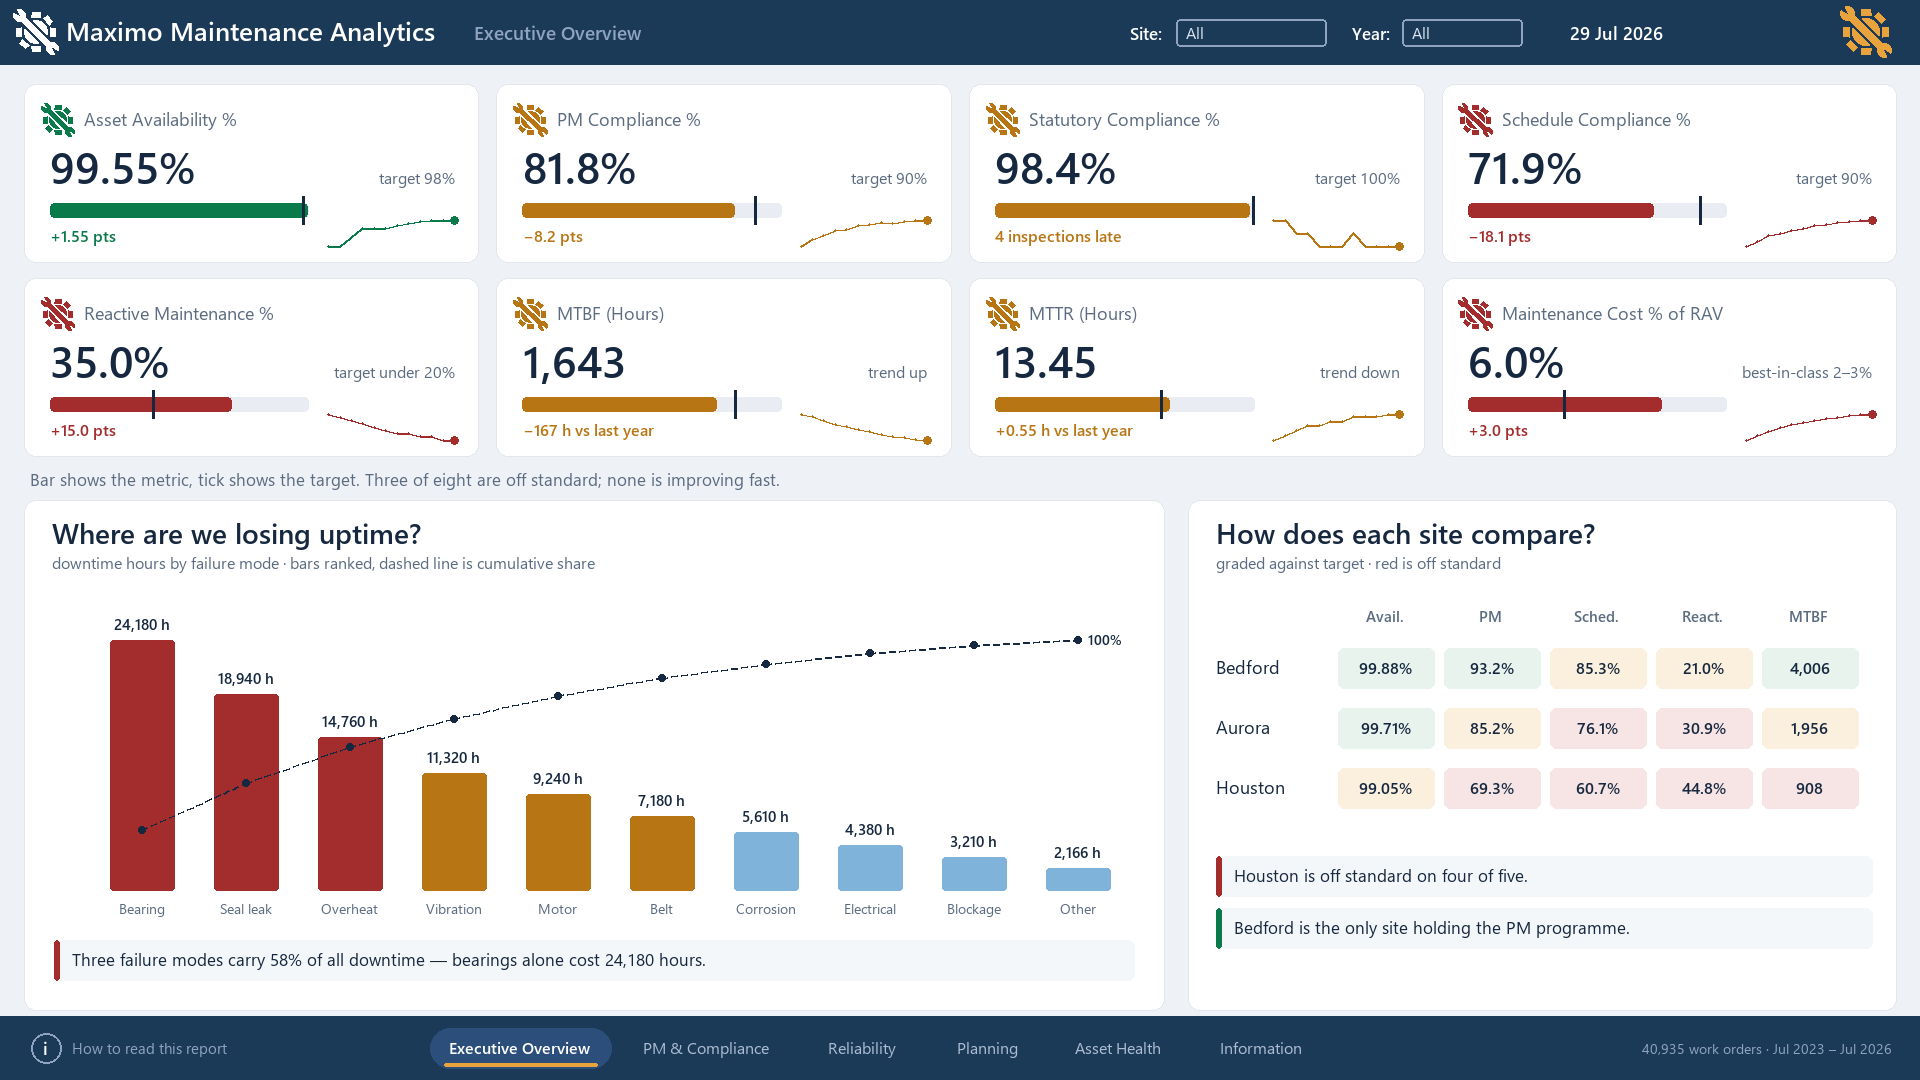 Maximo Maintenance Analytics
Executive Overview
Site: All
Year: All
29 Jul 2026
Asset Availability %
99.55%
target 98%
+1.55 pts
PM Compliance %
81.8%
target 90%
−8.2 pts
Statutory Compliance %
98.4%
target 100%
4 inspections late
Schedule Compliance %
71.9%
target 90%
−18.1 pts
Reactive Maintenance %
35.0%
target under 20%
+15.0 pts
MTBF (Hours)
1,643
trend up
−167 h vs last year
MTTR (Hours)
13.45
trend down
+0.55 h vs last year
Maintenance Cost % of RAV
6.0%
best-in-class 2–3%
+3.0 pts
Bar shows the metric, tick shows the target. Three of eight are off standard; none is improving fast.
Where are we losing uptime?
downtime hours by failure mode · bars ranked, dashed line is cumulative share
24,180 h
18,940 h
14,760 h
11,320 h
9,240 h
7,180 h
5,610 h
4,380 h
3,210 h
2,166 h
100%
Bearing
Seal leak
Overheat
Vibration
Motor
Belt
Corrosion
Electrical
Blockage
Other
Three failure modes carry 58% of all downtime — bearings alone cost 24,180 hours.
How does each site compare?
graded against target · red is off standard
Avail. PM Sched. React. MTBF
Bedford 99.88% 93.2% 85.3% 21.0% 4,006
Aurora 99.71% 85.2% 76.1% 30.9% 1,956
Houston 99.05% 69.3% 60.7% 44.8% 908
Houston is off standard on four of five.
Bedford is the only site holding the PM programme.
i How to read this report
Executive Overview
PM & Compliance
Reliability
Planning
Asset Health
Information
40,935 work orders · Jul 2023 – Jul 2026